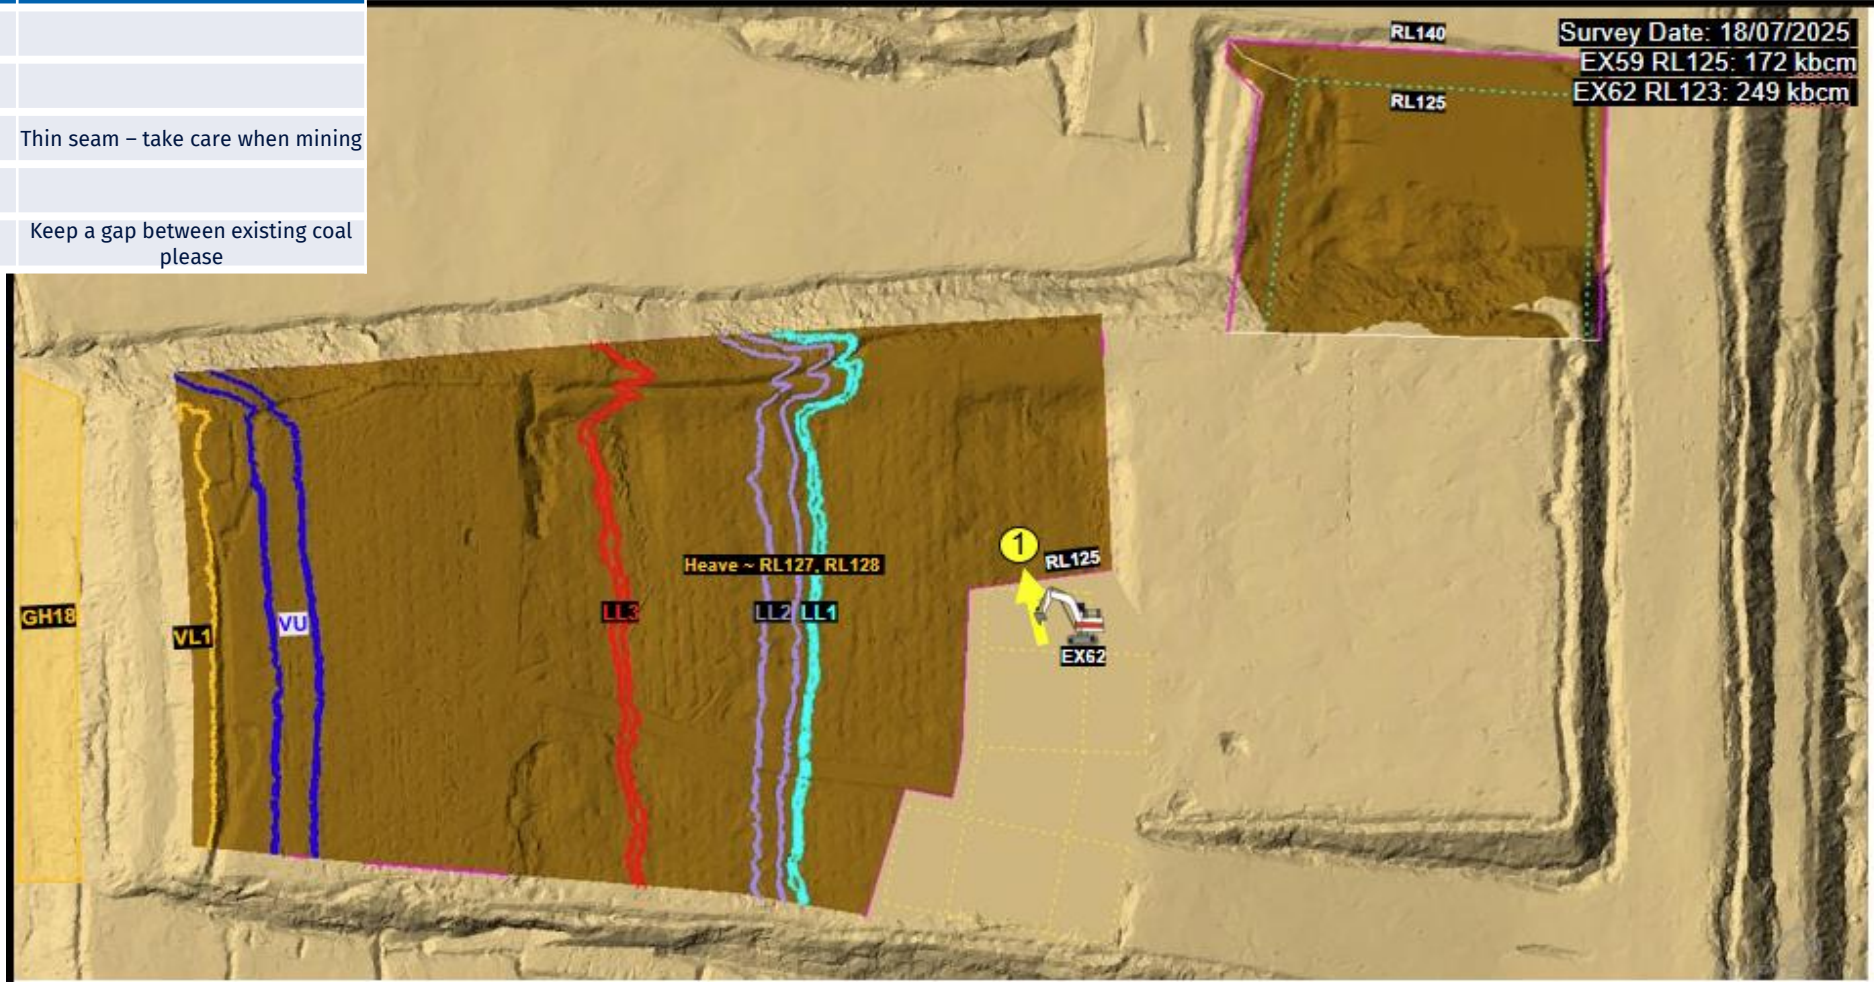 Thin seam – take care when mining
Keep a gap between existing coal
please
RL140
Survey Date: 18/07/2025
EX59 RL125: 172 kbcm
EX62 RL123: 249 kbcm
RL125
1
RL125
Heave ~ RL127, RL128
GH18
VL1
VU
LL3
LL2
LL1
EX62